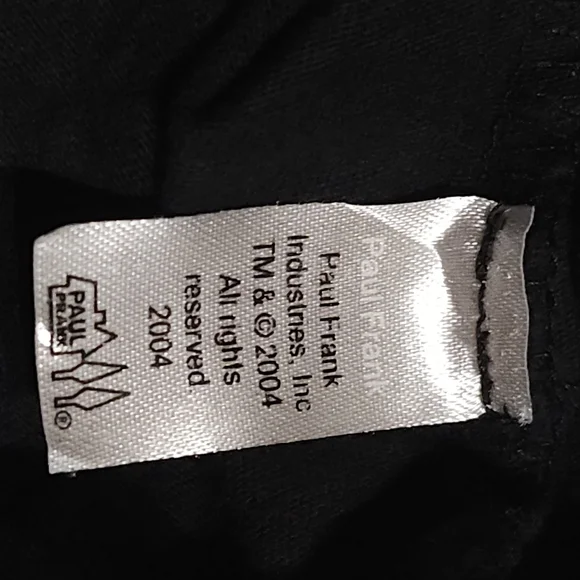 Paul Frank
Paul Frank
Industries, Inc
TM & © 2004
All rights
reserved.
2004
PAUL
FRANK
®